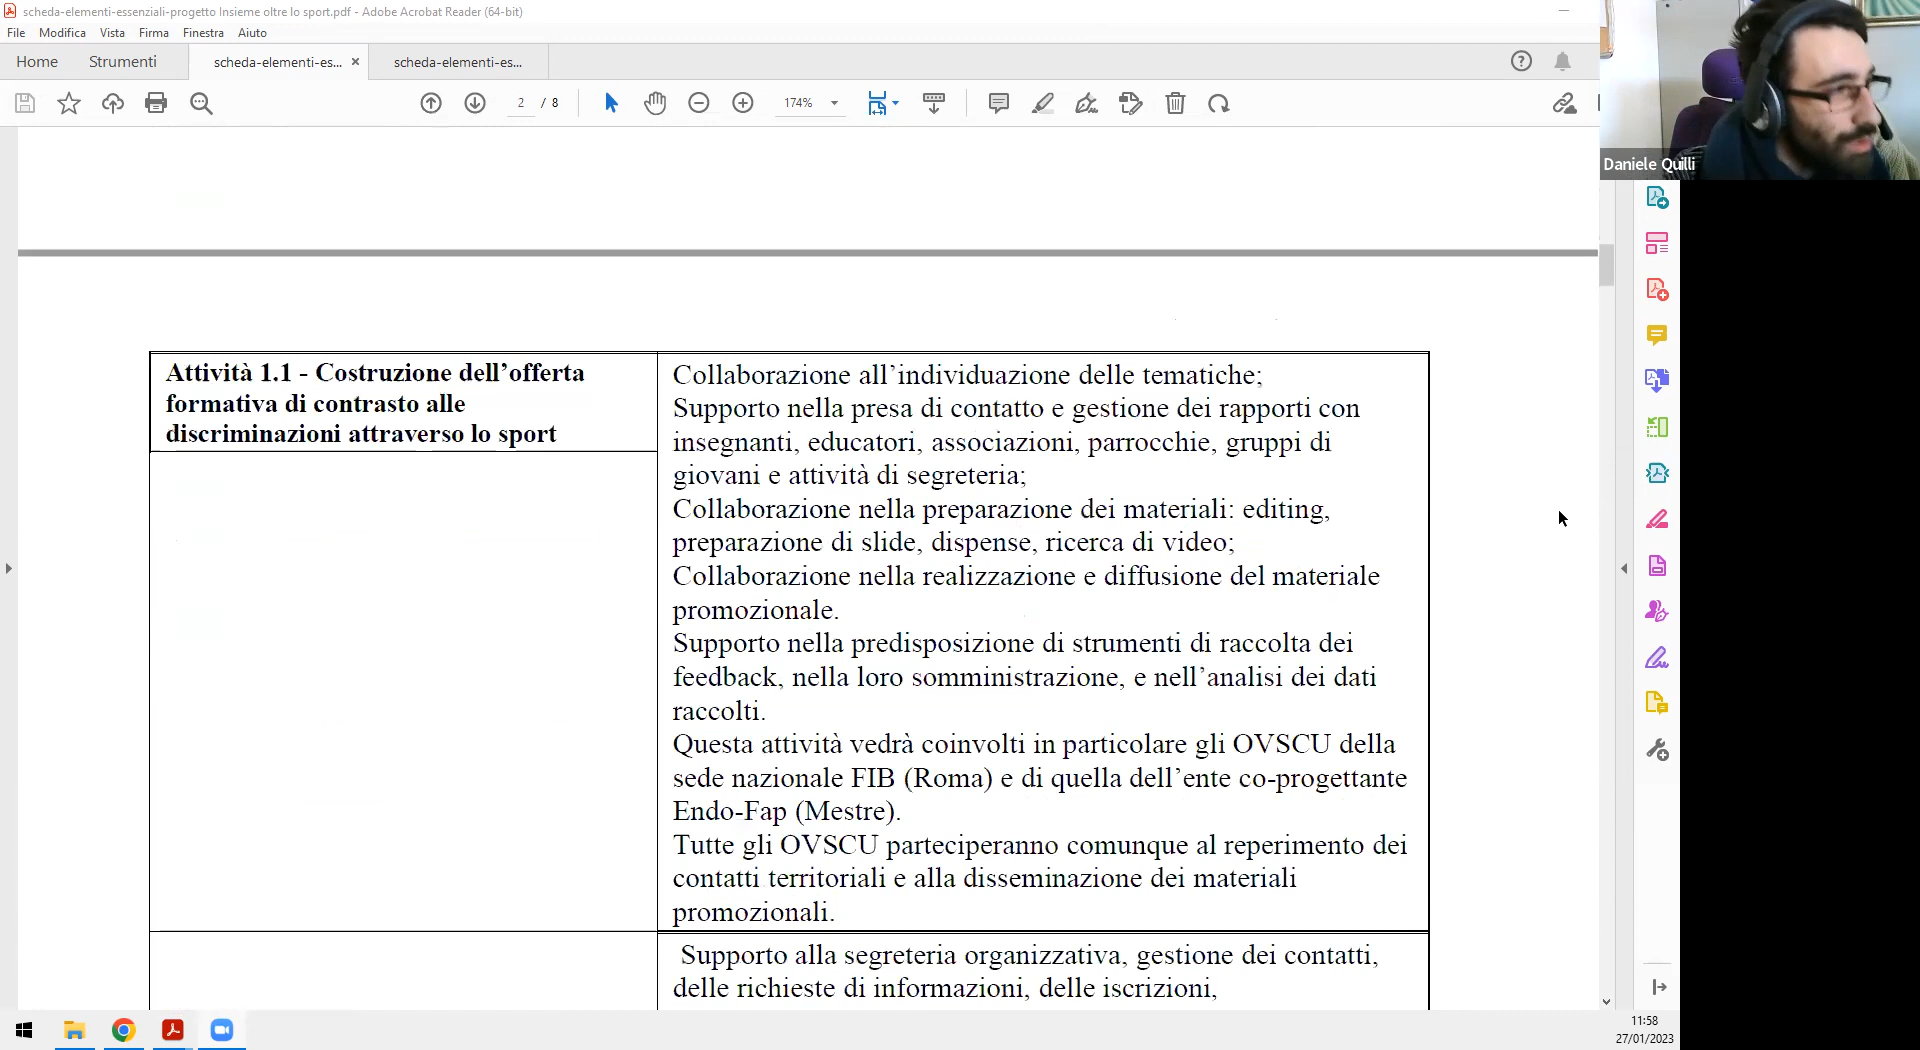 scheda-elementi-essenziali-progetto Insieme oltre lo sport.pdf - Adobe Acrobat Reader (64-bit)
File Modifica Vista Firma Finestra Aiuto
Home Strumenti scheda-elementi-es... × scheda-elementi-es...
2 / 8 174%
Daniele Quilli
Attività 1.1 - Costruzione dell’offerta
formativa di contrasto alle
discriminazioni attraverso lo sport
Collaborazione all’individuazione delle tematiche;
Supporto nella presa di contatto e gestione dei rapporti con
insegnanti, educatori, associazioni, parrocchie, gruppi di
giovani e attività di segreteria;
Collaborazione nella preparazione dei materiali: editing,
preparazione di slide, dispense, ricerca di video;
Collaborazione nella realizzazione e diffusione del materiale
promozionale.
Supporto nella predisposizione di strumenti di raccolta dei
feedback, nella loro somministrazione, e nell’analisi dei dati
raccolti.
Questa attività vedrà coinvolti in particolare gli OVSCU della
sede nazionale FIB (Roma) e di quella dell’ente co-progettante
Endo-Fap (Mestre).
Tutte gli OVSCU parteciperanno comunque al reperimento dei
contatti territoriali e alla disseminazione dei materiali
promozionali.
Supporto alla segreteria organizzativa, gestione dei contatti,
delle richieste di informazioni, delle iscrizioni,
11:58
27/01/2023